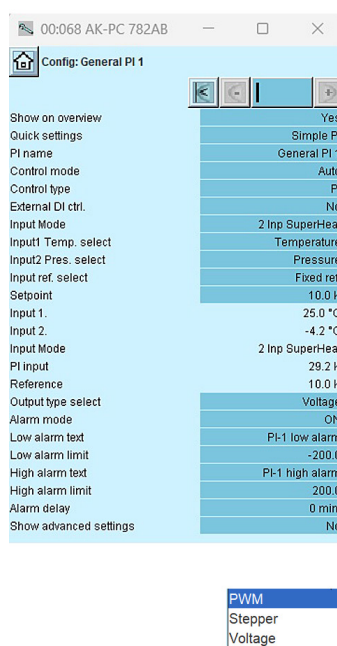 00:068 AK-PC 782AB
Config: General PI 1
Show on overview Yes
Quick settings Simple P
PI name General PI 1
Control mode Auto
Control type P
External DI ctrl. No
Input Mode 2 Inp SuperHea
Input1 Temp. select Temperature
Input2 Pres. select Pressure
Input ref. select Fixed ref
Setpoint 10.0 K
Input 1. 25.0 °C
Input 2. -4.2 °C
Input Mode 2 Inp SuperHea
PI input 29.2 K
Reference 10.0 K
Output type select Voltage
Alarm mode ON
Low alarm text PI-1 low alarm
Low alarm limit -200.0
High alarm text PI-1 high alarm
High alarm limit 200.0
Alarm delay 0 min
Show advanced settings No
PWM
Stepper
Voltage